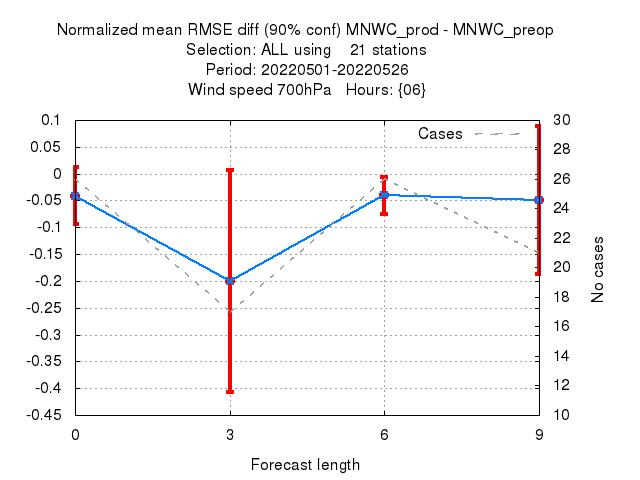 Normalized mean RMSE diff (90% conf) MNWC_prod - MNWC_preop
Selection: ALL using 21 stations
Period: 20220501-20220526
Wind speed 700hPa Hours: {06}
0.1
0.05
0
-0.05
-0.1
-0.15
-0.2
-0.25
-0.3
-0.35
-0.4
-0.45
Cases
30
28
26
24
22
20
18
16
14
12
10
No cases
0 3 6 9
Forecast length